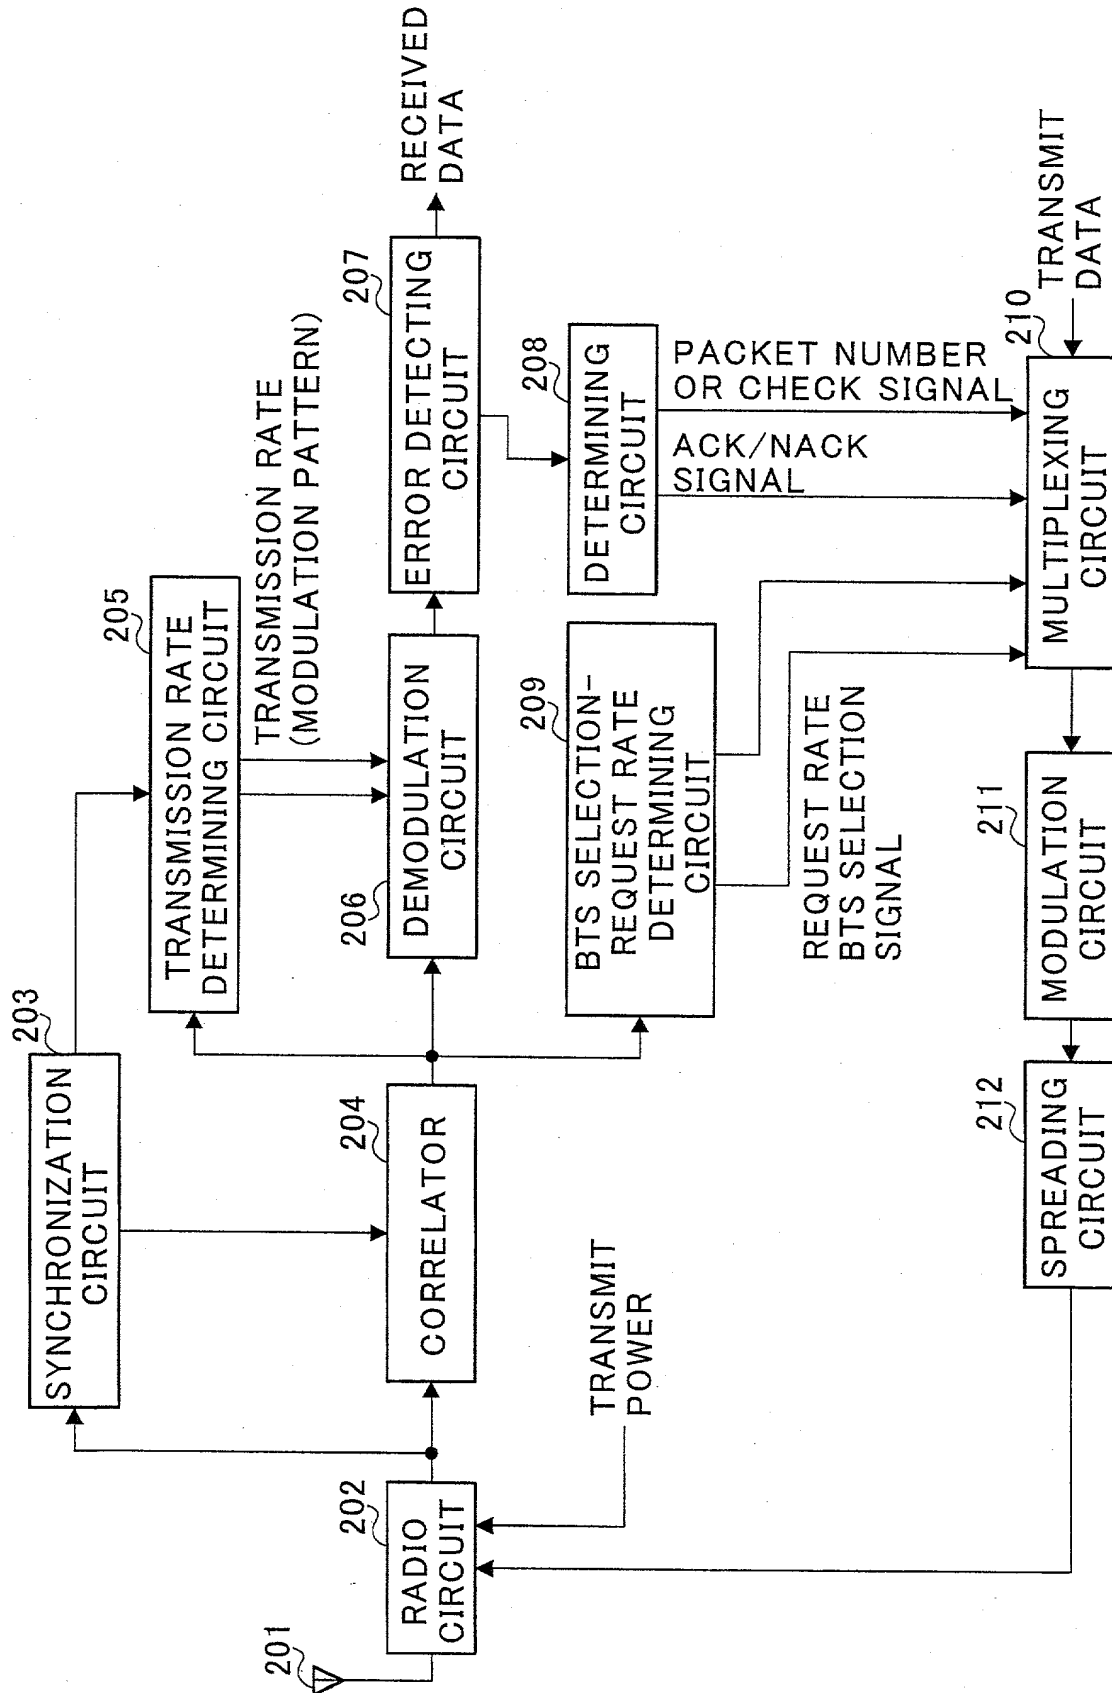 201
202
RADIO
CIRCUIT
203
SYNCHRONIZATION
CIRCUIT
204
CORRELATOR
205
TRANSMISSION RATE
DETERMINING CIRCUIT
TRANSMISSION RATE
(MODULATION PATTERN)
206
DEMODULATION
CIRCUIT
207
ERROR DETECTING
CIRCUIT
RECEIVED
DATA
208
DETERMINING
CIRCUIT
PACKET NUMBER
OR CHECK SIGNAL
ACK/NACK
SIGNAL
209
BTS SELECTION-
REQUEST RATE
DETERMINING
CIRCUIT
REQUEST RATE
BTS SELECTION
SIGNAL
TRANSMIT
POWER
TRANSMIT
DATA
210
MULTIPLEXING
CIRCUIT
211
MODULATION
CIRCUIT
212
SPREADING
CIRCUIT